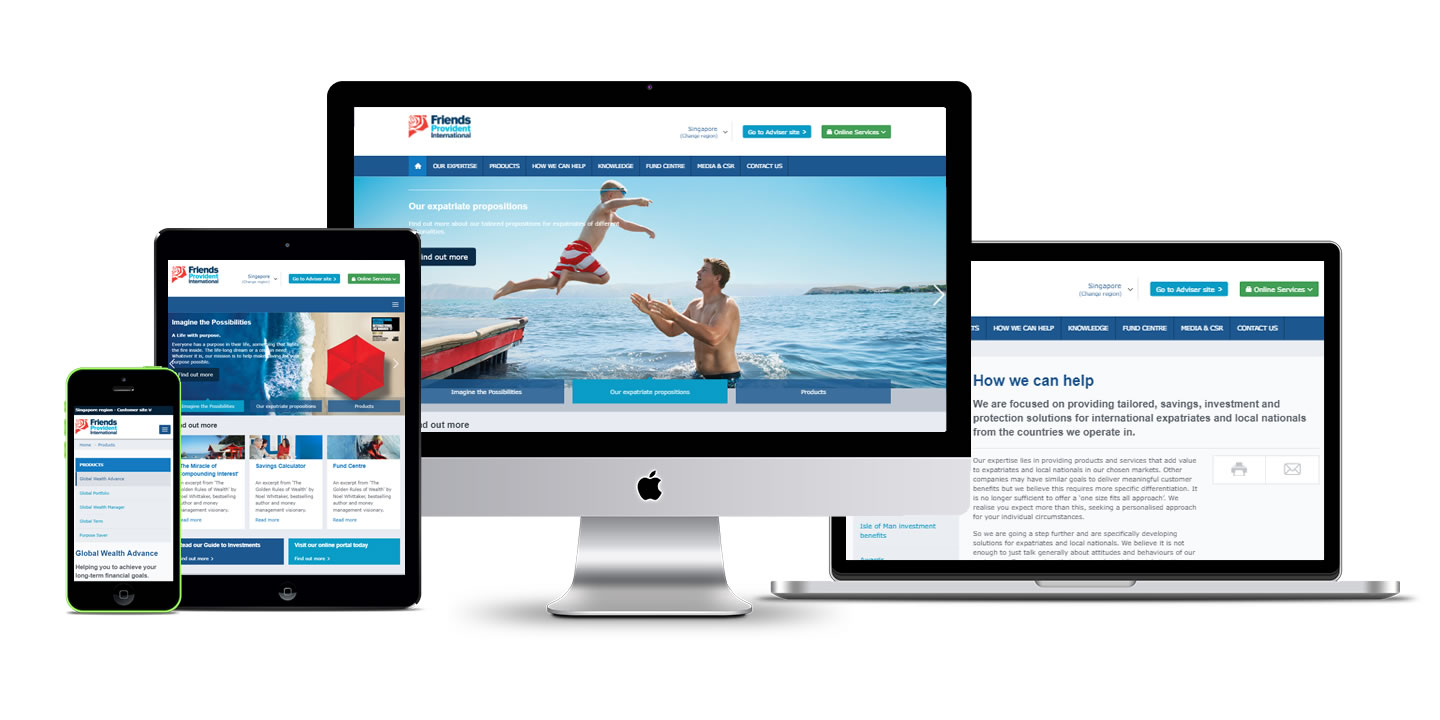 Friends
Provident
International
Singapore
(Change region)
Go to Adviser site >
Online Services
OUR EXPERTISE
PRODUCTS
HOW WE CAN HELP
KNOWLEDGE
FUND CENTRE
MEDIA & CSR
CONTACT US
Our expatriate propositions
Find out more about our tailored propositions for expatriates of different
ind out more
Imagine the Possibilities
Our expatriate propositions
Products
d out more
Friends
Provident
International
Singapore
(Change region)
Go to Adviser site >
Online Services
Imagine the Possibilities
A Life with purpose.
Everyone has a purpose in their life, something that
the fire inside. The life-long dream or a certain need.
Whatever it is, our mission is to help make
purpose possible.
Find out more
Imagine the Possibilities
Our expatriate propositions
Products
d out more
'The Miracle of
Compounding Interest'
An excerpt from 'The
Golden Rules of Wealth' by
Noel Whittaker, bestselling
author and money
management visionary.
Read more
Savings Calculator
An excerpt from 'The
Golden Rules of Wealth' by
Noel Whittaker, bestselling
author and money
management visionary.
Read more
Fund Centre
An excerpt from 'The
Golden Rules of Wealth' by
Noel Whittaker, bestselling
author and money
management visionary.
Read more
ead our Guide to Investments
nd out more >
Visit our online portal today
Find out more >
Singapore region - Customer site
Friends
Provident
International
Home
Products
PRODUCTS
Global Wealth Advance
Global Portfolio
Global Wealth Manager
Global Term
Purpose Saver
Global Wealth Advance
Helping you to achieve your
long-term financial goals.
Singapore
(Change region)
Go to Adviser site >
Online Services
TS
HOW WE CAN HELP
KNOWLEDGE
FUND CENTRE
MEDIA & CSR
CONTACT US
How we can help
We are focused on providing tailored, savings, investment and
protection solutions for international expatriates and local nationals
from the countries we operate in.
Our expertise lies in providing products and services that add value
to expatriates and local nationals in our chosen markets. Other
companies may have similar goals to deliver meaningful customer
benefits but we believe this requires more specific differentiation. It
is no longer sufficient to offer a 'one size fits all approach'. We
realise you expect more than this, seeking a personalised approach
for your individual circumstances.
So we are going a step further and are specifically developing
solutions for expatriates and local nationals. We believe it is not
enough to just talk generally about attitudes and behaviours of our
Isle of Man investment
benefits
Awards